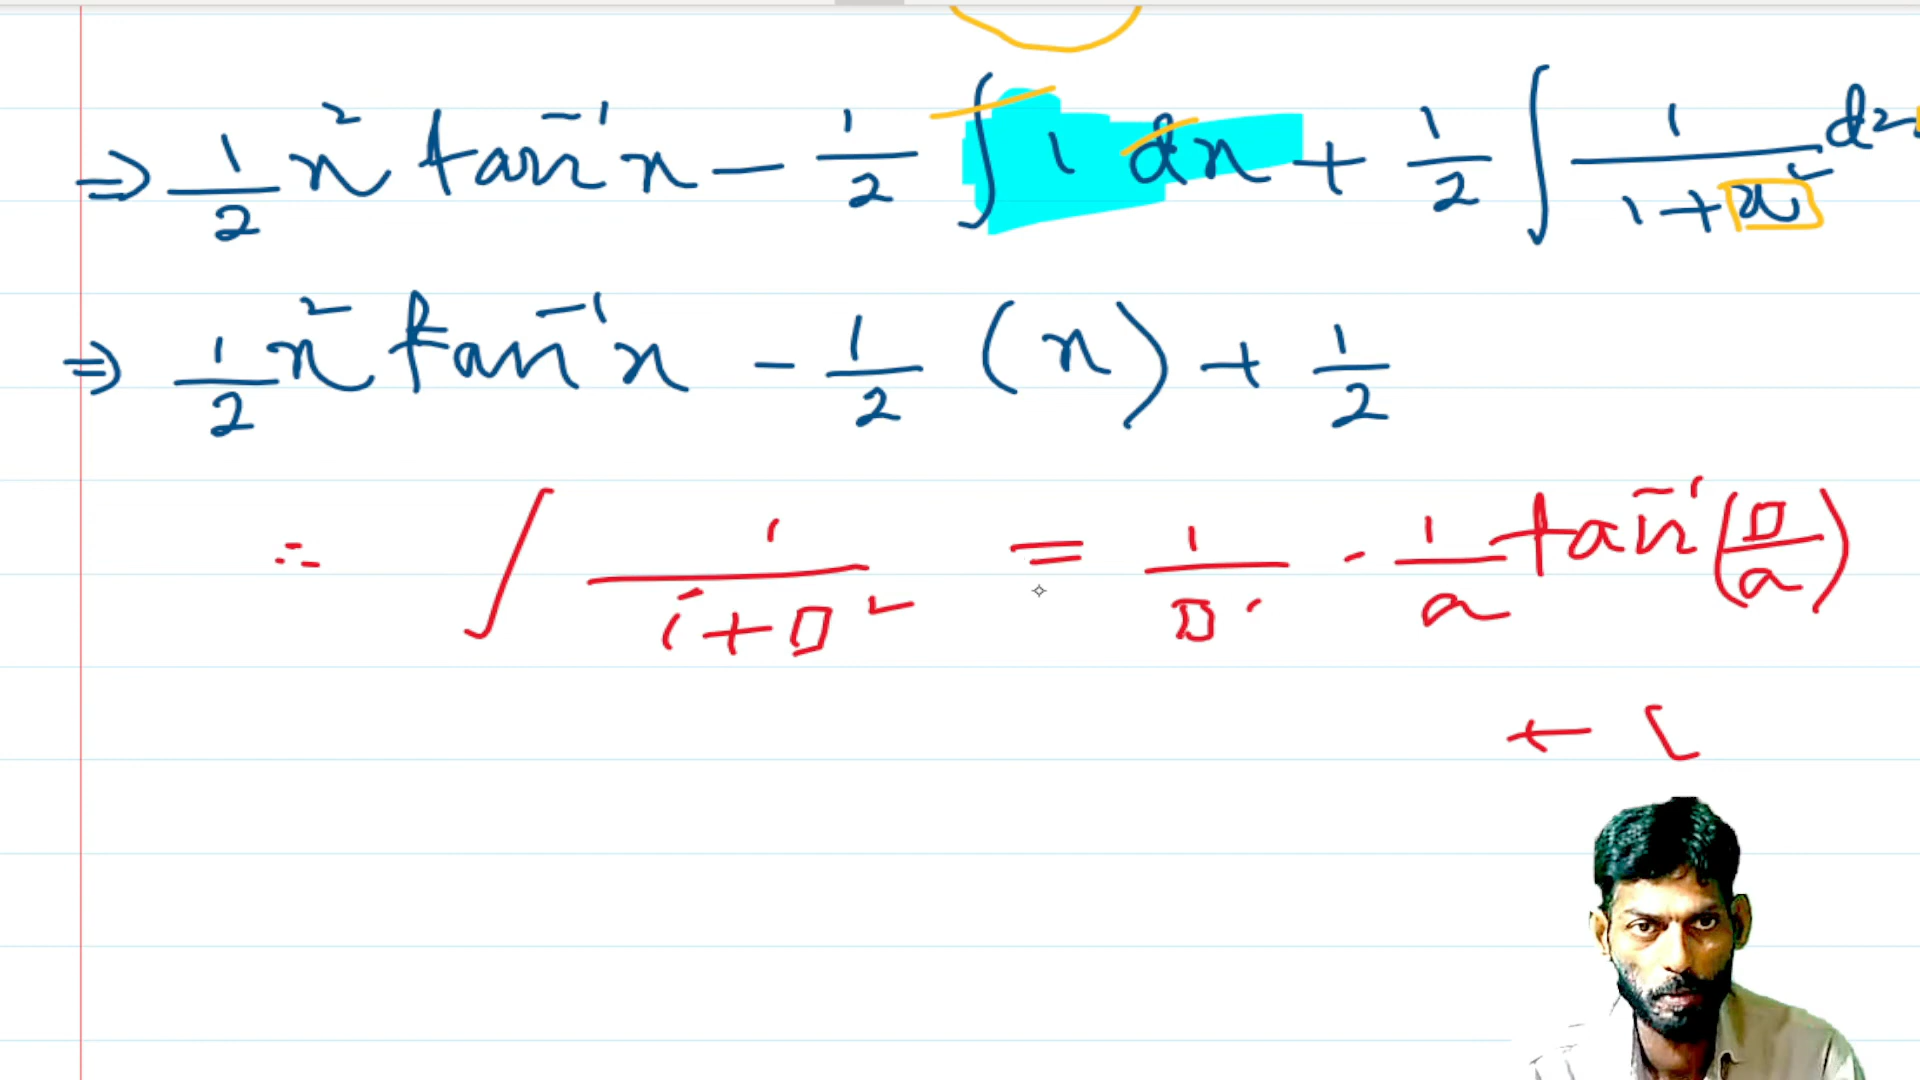 ⇒ 1/2 x² tan⁻¹x − 1/2 ∫ 1 dx + 1/2 ∫ 1/(1+x²) dx
⇒ 1/2 x² tan⁻¹x − 1/2 (x) + 1/2
∴ ∫ 1/(1+□²) = 1/□' · 1/a tan⁻¹(□/a)
←